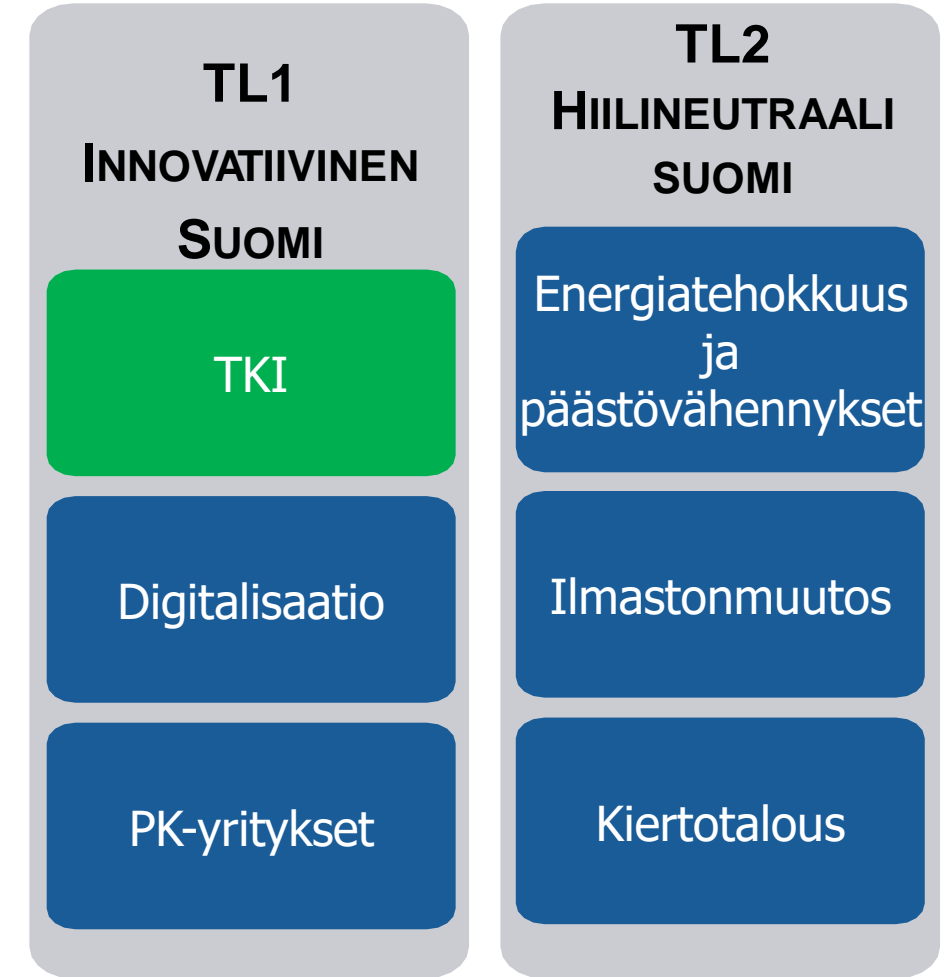 TL1
INNOVATIIVINEN
SUOMI
TKI
Digitalisaatio
PK-yritykset
TL2
HIILINEUTRAALI
SUOMI
Energiatehokkuus
ja
päästövähennykset
Ilmastonmuutos
Kiertotalous